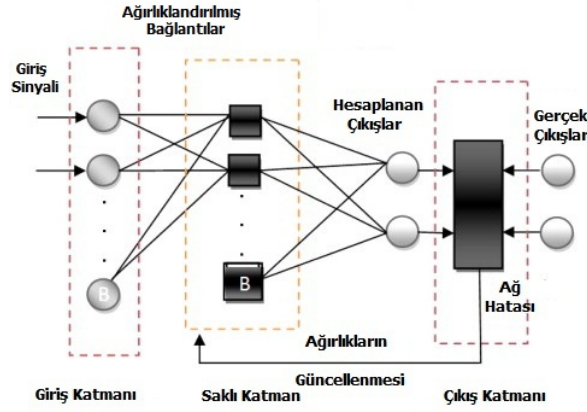 Ağırlıklandırılmış
Bağlantılar
Giriş
Sinyali
Hesaplanan
Çıkışlar
Gerçek
Çıkışlar
B
B
Ağ
Hatası
Ağırlıkların
Güncellenmesi
Giriş Katmanı
Saklı Katman
Çıkış Katmanı